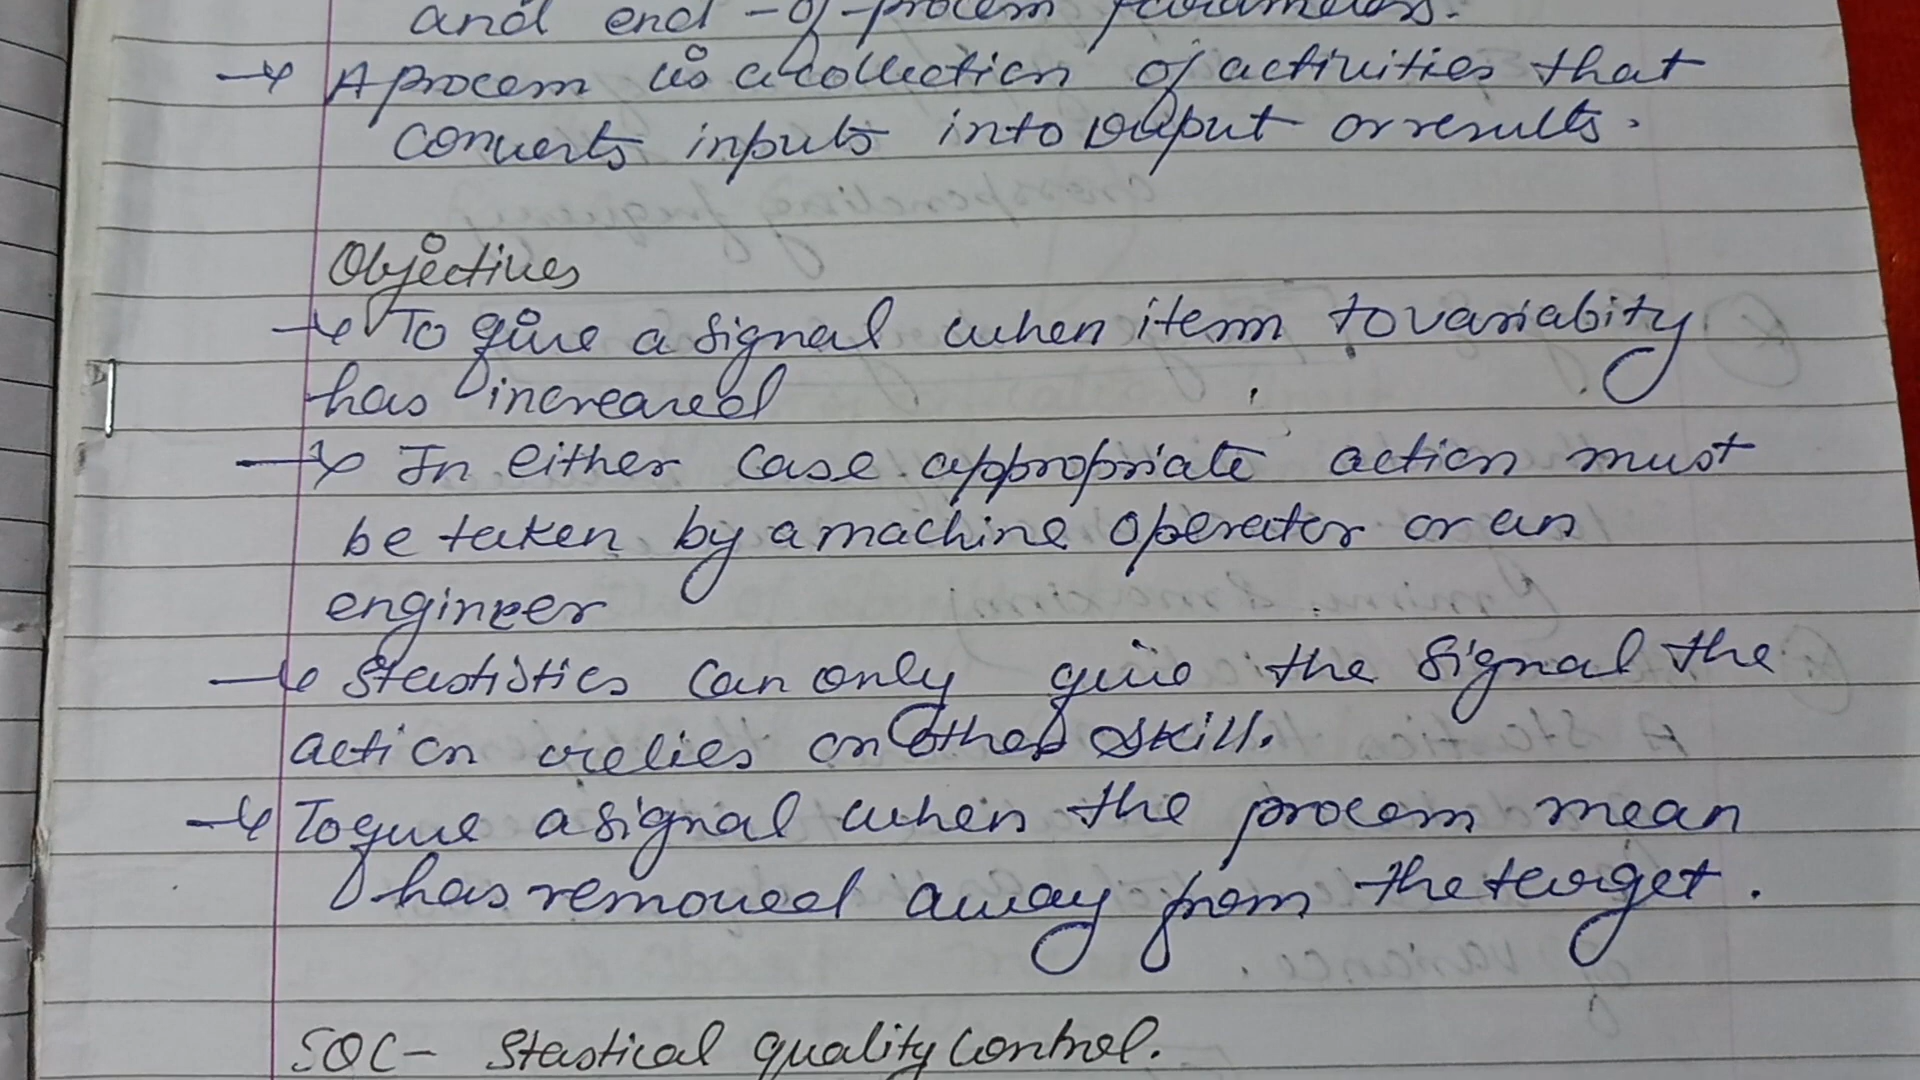 and end - of - process parameters.
→ A process is a collection of activities that
converts inputs into output or results.
Objectives
→ To give a signal when item to variabity
has increased
→ In either case appropriate action must
be taken by a machine operator or an
engineer
→ Stastistics can only give the signal the
action relies on other skill.
→ To give a signal when the process mean
has removed away from the target.
SQC - Stastical quality Control.